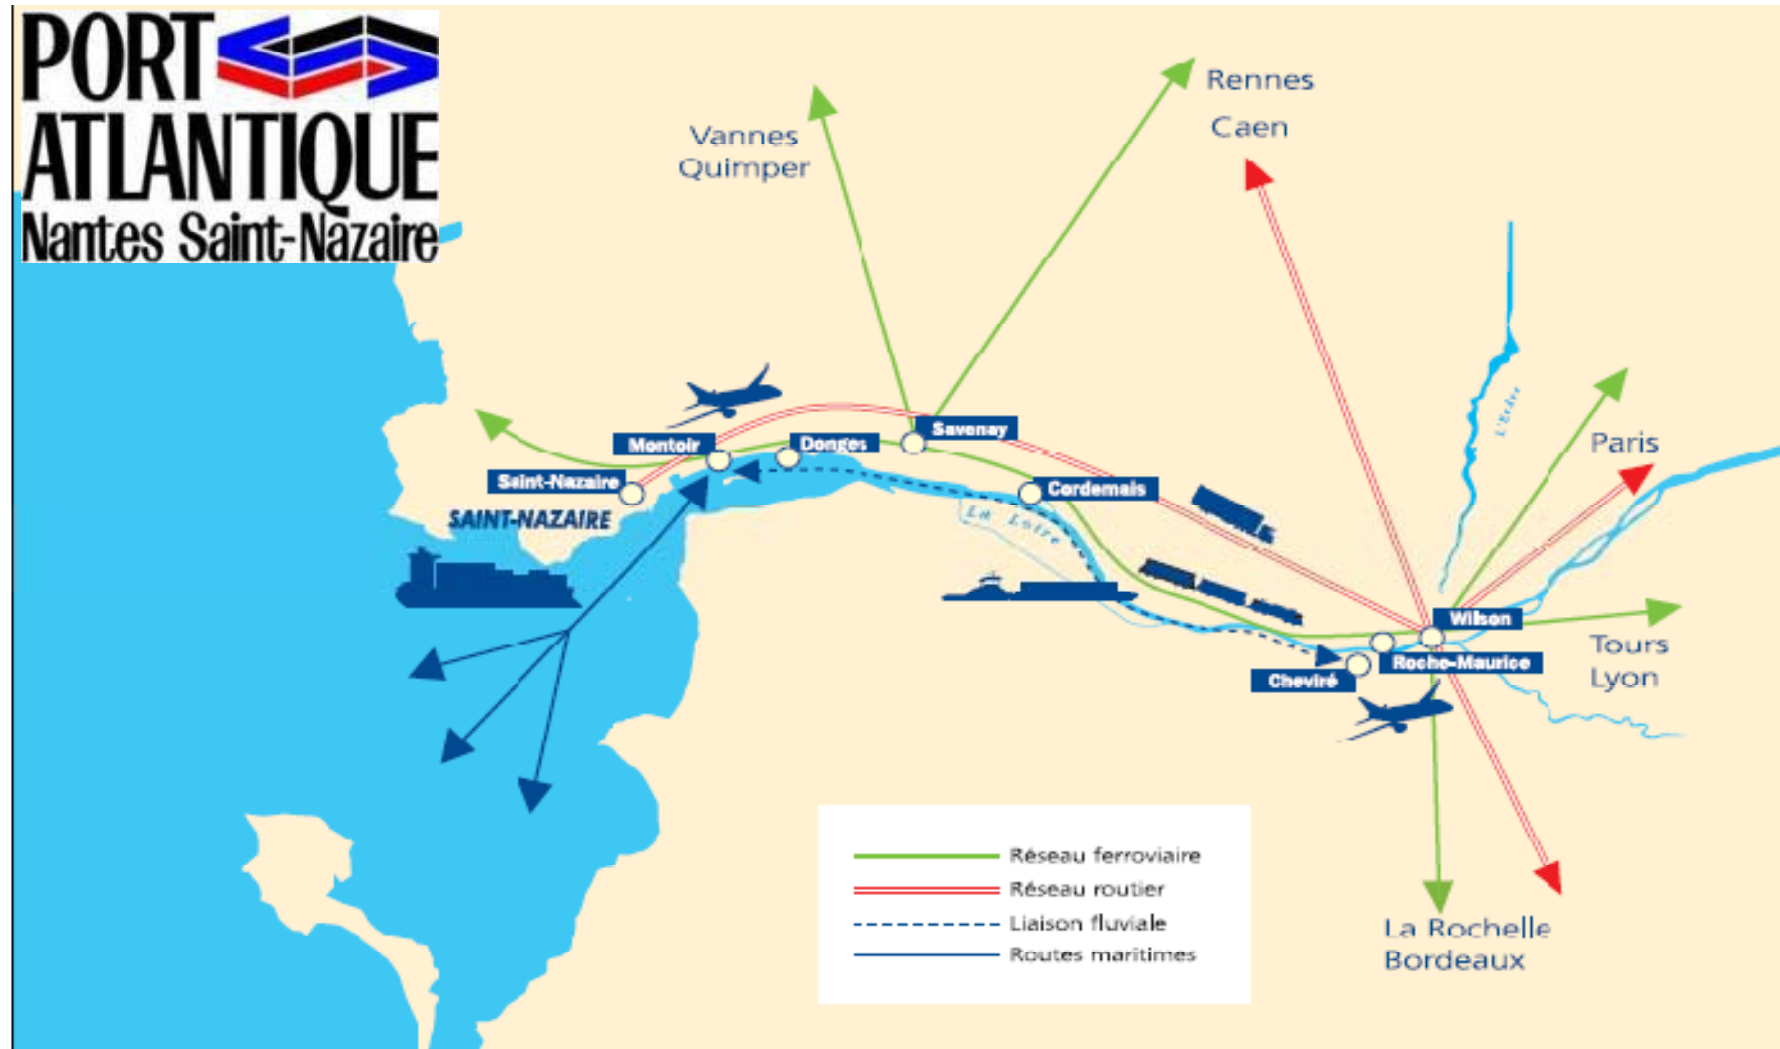 PORT
ATLANTIQUE
Nantes Saint-Nazaire
Rennes
Caen
Vannes
Quimper
L'Erdre
Paris
Savenay
Montoir
Donges
Saint-Nazaire
Cordemais
SAINT-NAZAIRE
La Loire
Wilson
Roche-Maurice
Cheviré
Tours
Lyon
Réseau ferroviaire
Réseau routier
Liaison fluviale
Routes maritimes
La Rochelle
Bordeaux